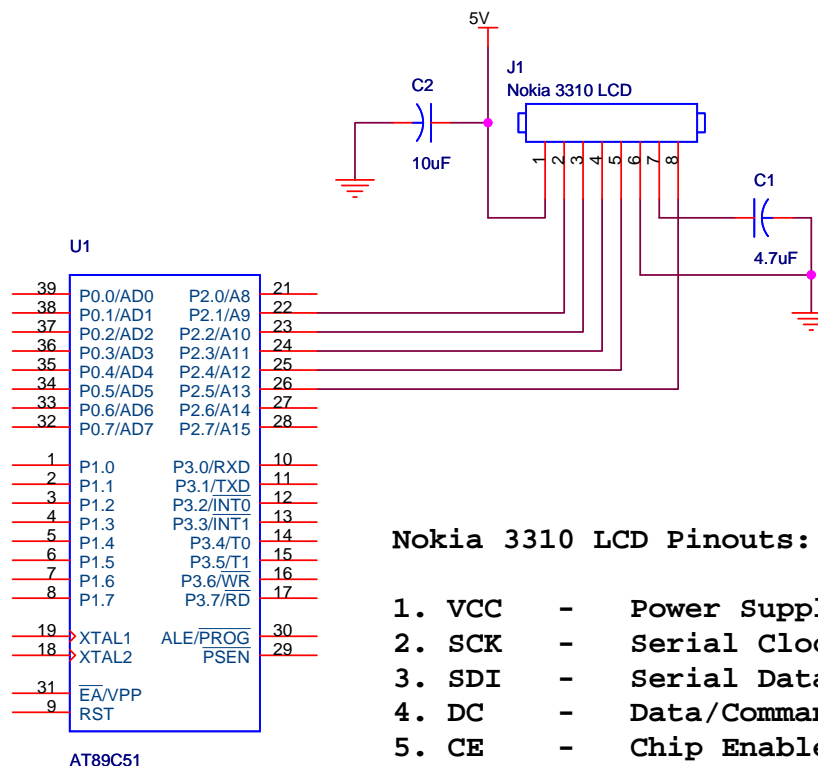 5V
J1
Nokia 3310 LCD
C2
10uF
1 2 3 4 5 6 7 8
C1
4.7uF
U1
39 P0.0/AD0 P2.0/A8 21
38 P0.1/AD1 P2.1/A9 22
37 P0.2/AD2 P2.2/A10 23
36 P0.3/AD3 P2.3/A11 24
35 P0.4/AD4 P2.4/A12 25
34 P0.5/AD5 P2.5/A13 26
33 P0.6/AD6 P2.6/A14 27
32 P0.7/AD7 P2.7/A15 28
1 P1.0 P3.0/RXD 10
2 P1.1 P3.1/TXD 11
3 P1.2 P3.2/INT0 12
4 P1.3 P3.3/INT1 13
5 P1.4 P3.4/T0 14
6 P1.5 P3.5/T1 15
7 P1.6 P3.6/WR 16
8 P1.7 P3.7/RD 17
19 XTAL1 ALE/PROG 30
18 XTAL2 PSEN 29
31 EA/VPP
9 RST
AT89C51
Nokia 3310 LCD Pinouts:
1. VCC - Power Suppl
2. SCK - Serial Cloc
3. SDI - Serial Data
4. DC - Data/Comman
5. CE - Chip Enable